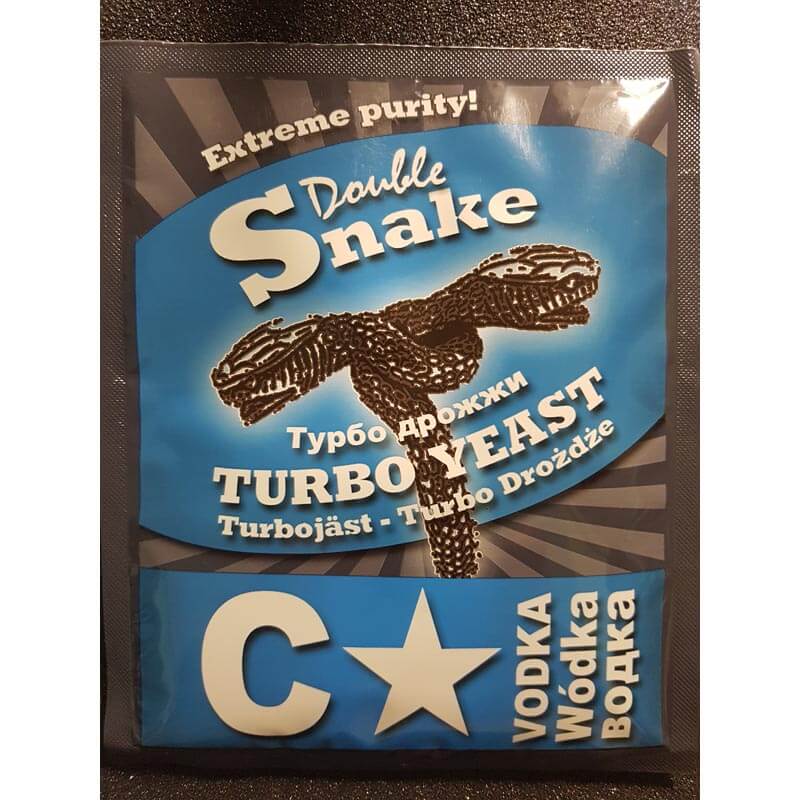 Extreme purity!
Double
Snake
Турбо дрожжи
TURBO YEAST
Turbojäst - Turbo Drożdże
C★
VODKA
Wódka
водка